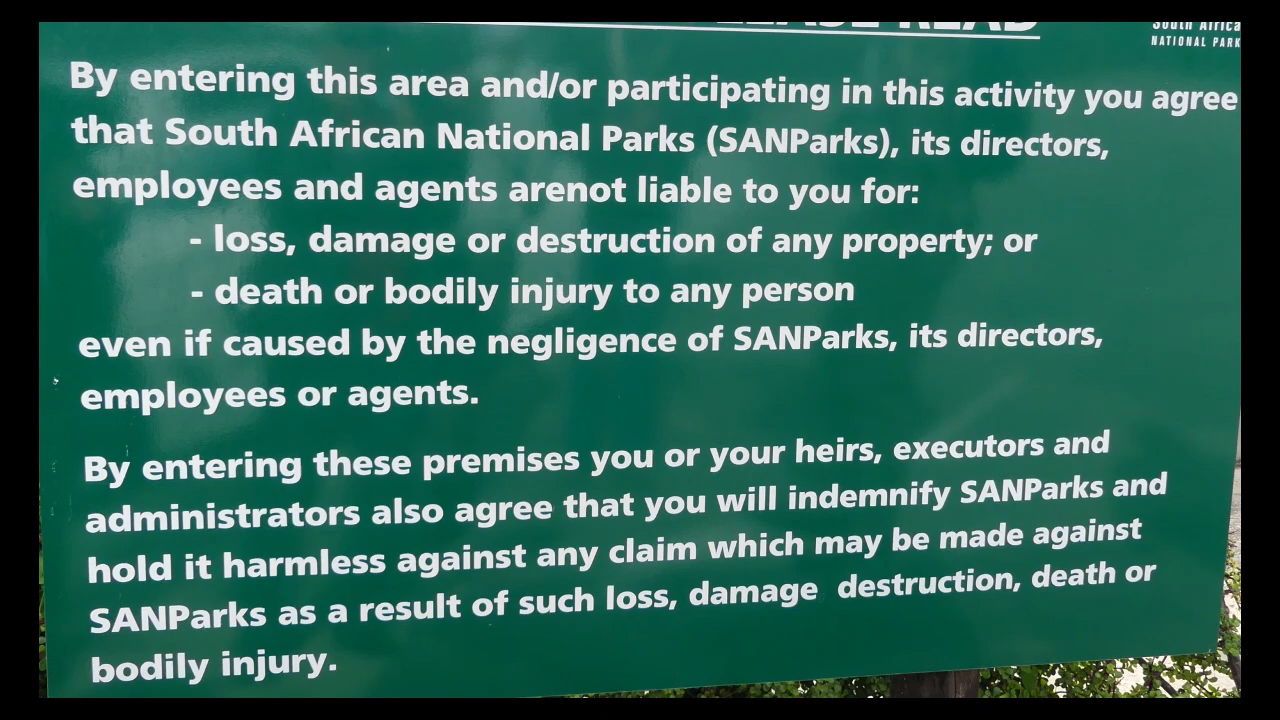 READ
South Africa
NATIONAL PARK
By entering this area and/or participating in this activity you agree
that South African National Parks (SANParks), its directors,
employees and agents arenot liable to you for:
- loss, damage or destruction of any property; or
- death or bodily injury to any person
even if caused by the negligence of SANParks, its directors,
employees or agents.
By entering these premises you or your heirs, executors and
administrators also agree that you will indemnify SANParks and
hold it harmless against any claim which may be made against
SANParks as a result of such loss, damage destruction, death or
bodily injury.